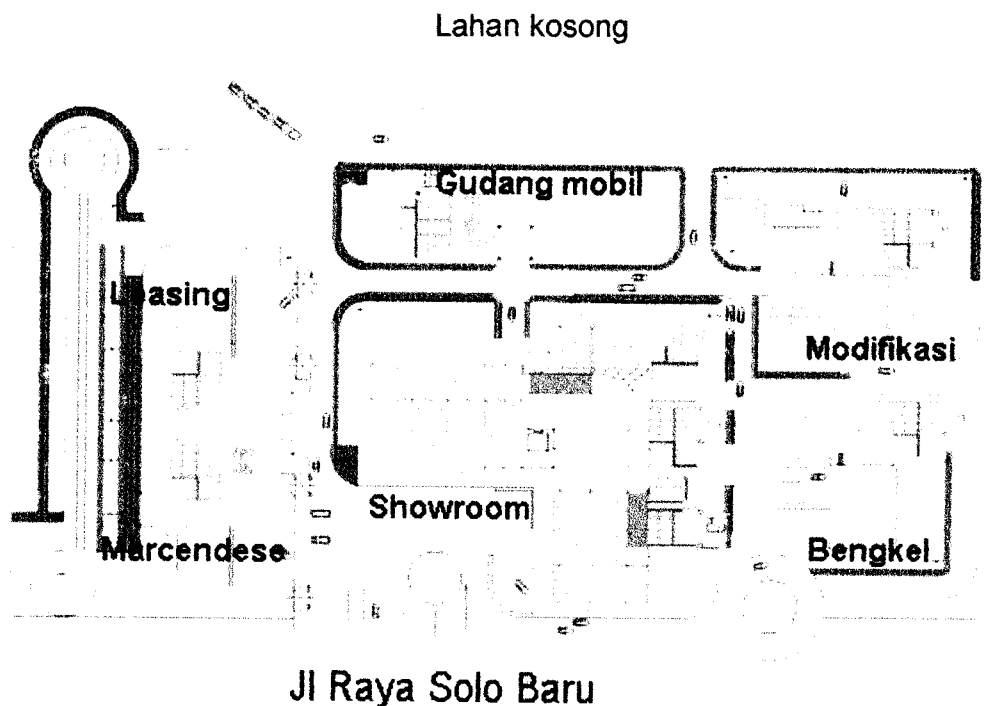 Lahan kosong
Gudang mobil
Leasing
Modifikasi
Showroom
Marcendese
Bengkel
Jl Raya Solo Baru